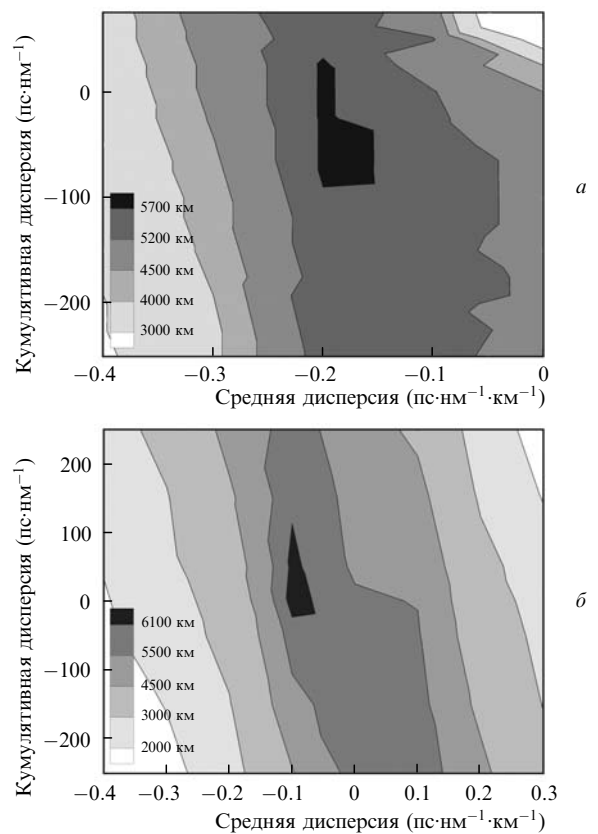 Кумулятивная дисперсия (пс·нм⁻¹)
0
−100
−200
5700 км
5200 км
4500 км
4000 км
3000 км
−0.4
−0.3
−0.2
−0.1
0
Средняя дисперсия (пс·нм⁻¹·км⁻¹)
а
Кумулятивная дисперсия (пс·нм⁻¹)
200
100
0
−100
−200
6100 км
5500 км
4500 км
3000 км
2000 км
−0.4
−0.3
−0.2
−0.1
0
0.1
0.2
0.3
Средняя дисперсия (пс·нм⁻¹·км⁻¹)
б